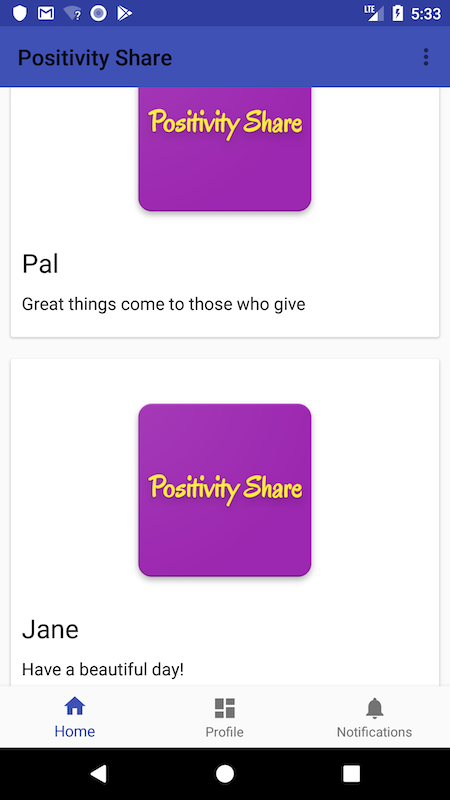 LTE
5:33
Positivity Share
Positivity Share
Pal
Great things come to those who give
Positivity Share
Jane
Have a beautiful day!
Home
Profile
Notifications